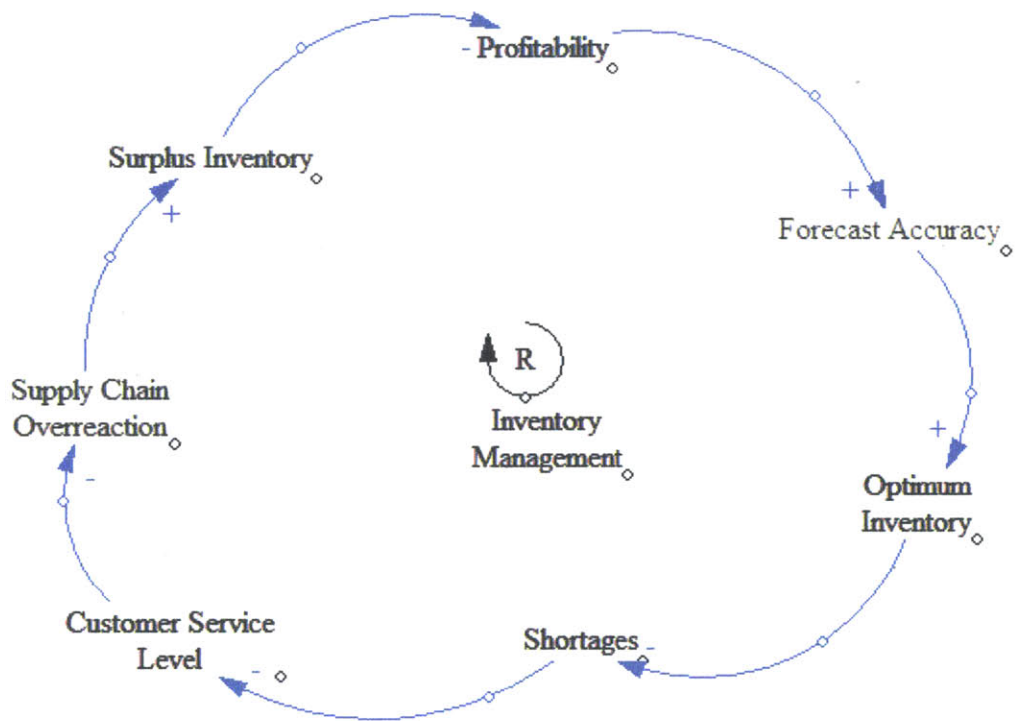 - Profitability
Surplus Inventory
+
+
Forecast Accuracy
R
Inventory
Management
Supply Chain
Overreaction
-
+
Optimum
Inventory
Customer Service
Level -
Shortages -